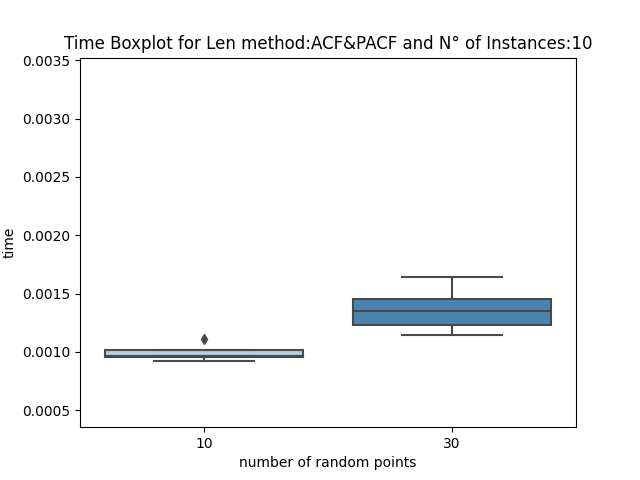 Time Boxplot for Len method:ACF&PACF and N° of Instances:10
0.0035
0.0030
0.0025
0.0020
0.0015
0.0010
0.0005
time
10 30
number of random points